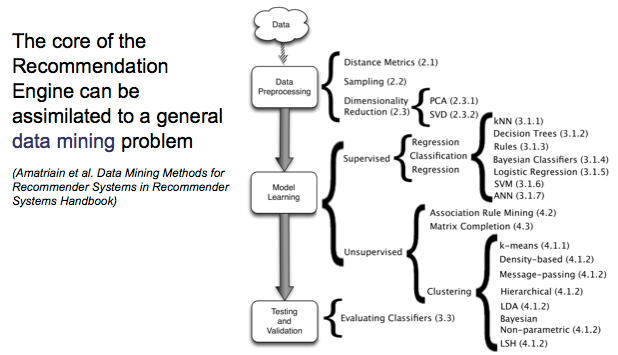 The core of the
Recommendation
Engine can be
assimilated to a general
data mining problem
(Amatriain et al. Data Mining Methods for
Recommender Systems in Recommender
Systems Handbook)
Data
Data
Preprocessing
Distance Metrics (2.1)
Sampling (2.2)
Dimensionality
Reduction (2.3)
PCA (2.3.1)
SVD (2.3.2)
Model
Learning
Supervised
Regression
Classification
Regression
kNN (3.1.1)
Decision Trees (3.1.2)
Rules (3.1.3)
Bayesian Classifiers (3.1.4)
Logistic Regression (3.1.5)
SVM (3.1.6)
ANN (3.1.7)
Unsupervised
Association Rule Mining (4.2)
Matrix Completion (4.3)
Clustering
k-means (4.1.1)
Density-based (4.1.2)
Message-passing (4.1.2)
Hierarchical (4.1.2)
LDA (4.1.2)
Bayesian
Non-parametric (4.1.2)
LSH (4.1.2)
Testing
and
Validation
Evaluating Classifiers (3.3)